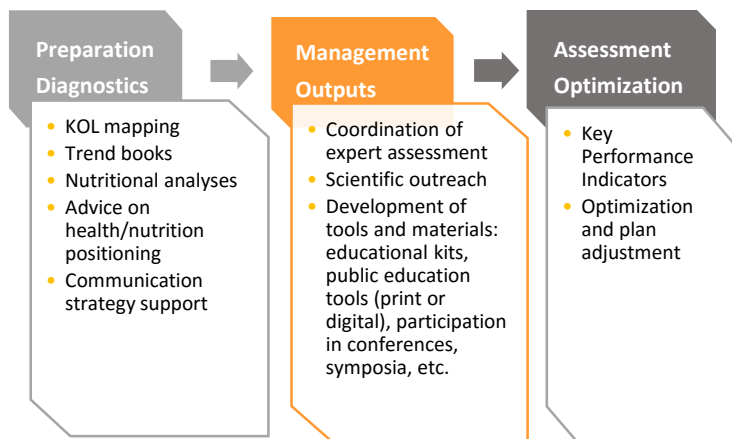 Preparation
Diagnostics
• KOL mapping
• Trend books
• Nutritional analyses
• Advice on
health/nutrition
positioning
• Communication
strategy support
Management
Outputs
• Coordination of
expert assessment
• Scientific outreach
• Development of
tools and materials:
educational kits,
public education
tools (print or
digital), participation
in conferences,
symposia, etc.
Assessment
Optimization
• Key
Performance
Indicators
• Optimization
and plan
adjustment